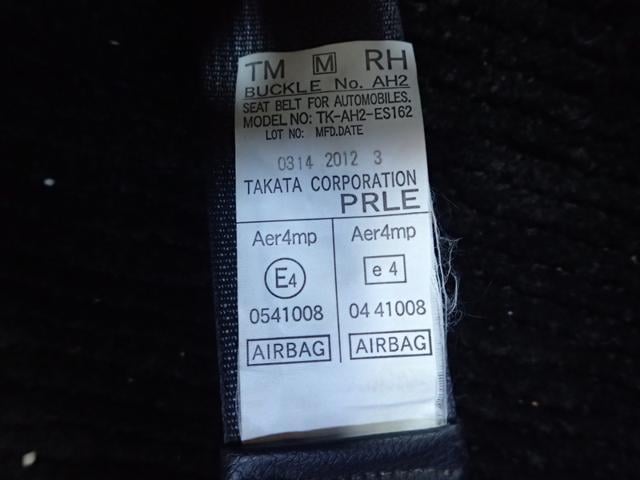 TM M RH
BUCKLE No. AH2
SEAT BELT FOR AUTOMOBILES.
MODEL NO: TK-AH2-ES162
LOT NO: MFD.DATE
0314 2012 3
TAKATA CORPORATION
PRLE
Aer4mp Aer4mp
E4 e 4
0541008 04 41008
AIRBAG AIRBAG